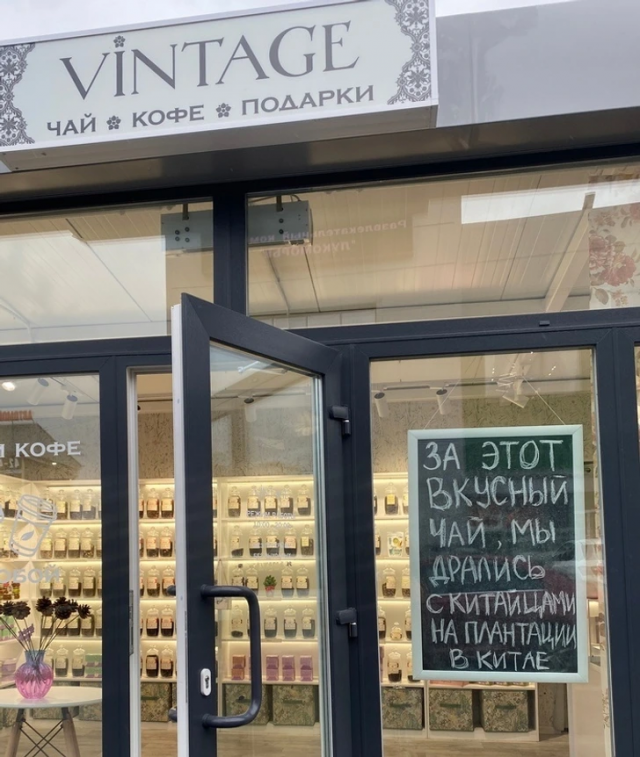 VINTAGE
ЧАЙ КОФЕ ПОДАРКИ
И КОФЕ
ЗА ЭТОТ
ВКУСНЫЙ
ЧАЙ, МЫ
ДРАЛИСЬ
С КИТАЙЦАМИ
НА ПЛАНТАЦИИ
В КИТАЕ